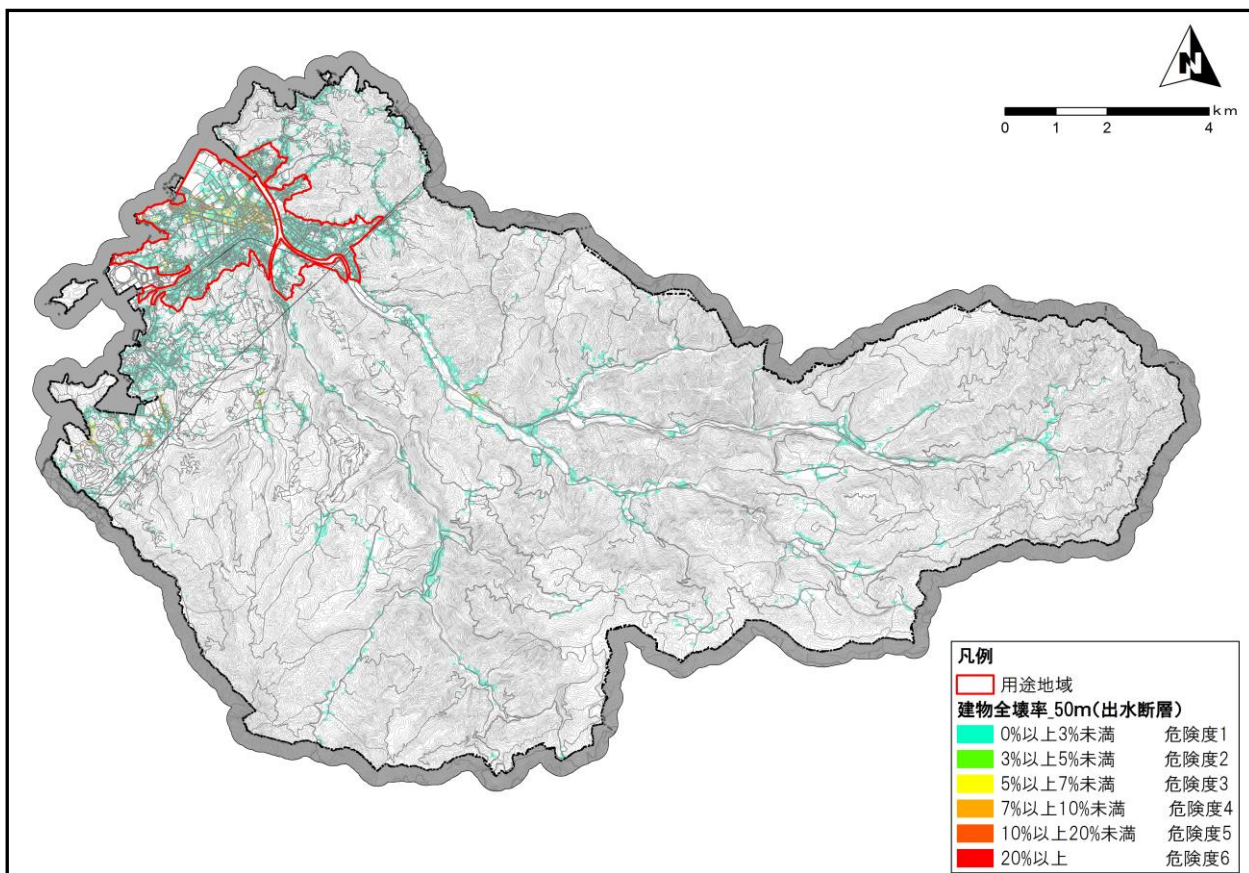 N
km
0 1 2 4
凡例
用途地域
建物全壊率_50m(出水断層)
0%以上3%未満 危険度1
3%以上5%未満 危険度2
5%以上7%未満 危険度3
7%以上10%未満 危険度4
10%以上20%未満 危険度5
20%以上 危険度6